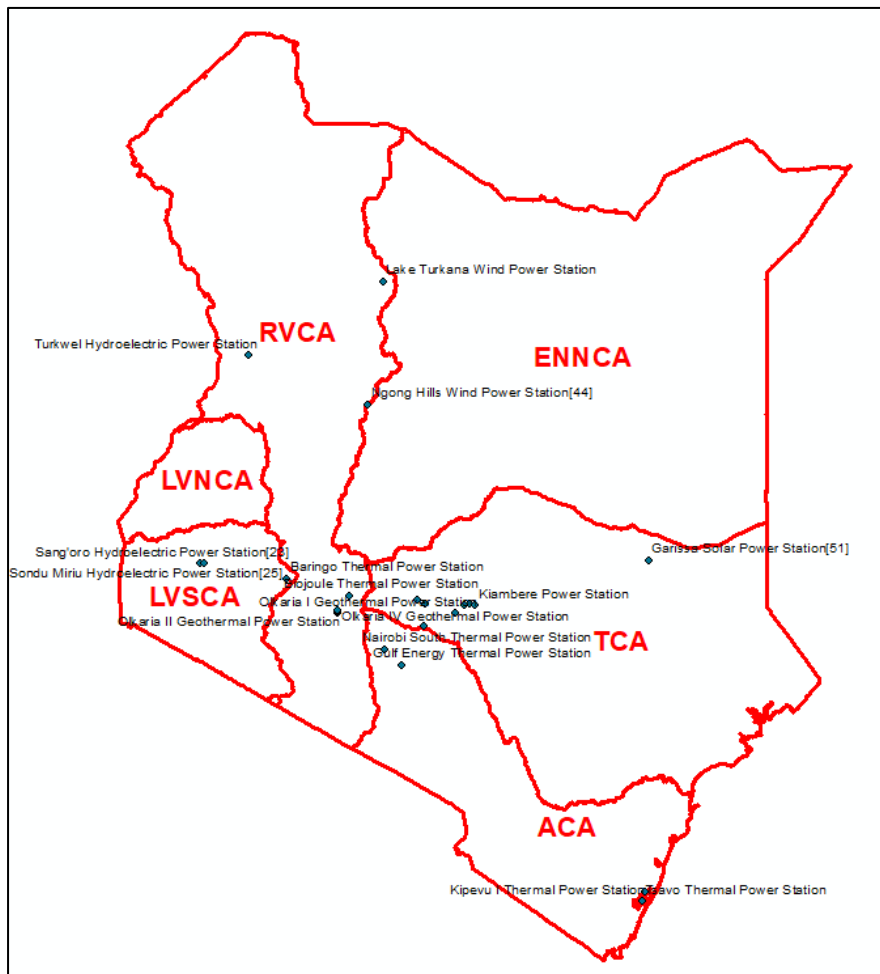 Lake Turkana Wind Power Station
RVCA
Turkwel Hydroelectric Power Station
ENNCA
Ngong Hills Wind Power Station[44]
LVNCA
Sang'oro Hydroelectric Power Station[23]
Garissa Solar Power Station[51]
Baringo Thermal Power Station
Sondu Miriu Hydroelectric Power Station[25]
Biojoule Thermal Power Station
LVSCA
Olkaria I Geothermal Power Station
Kiambere Power Station
Olkaria II Geothermal Power Station
Olkaria IV Geothermal Power Station
Nairobi South Thermal Power Station
TCA
Gulf Energy Thermal Power Station
ACA
Kipevu I Thermal Power Station
Tsavo Thermal Power Station